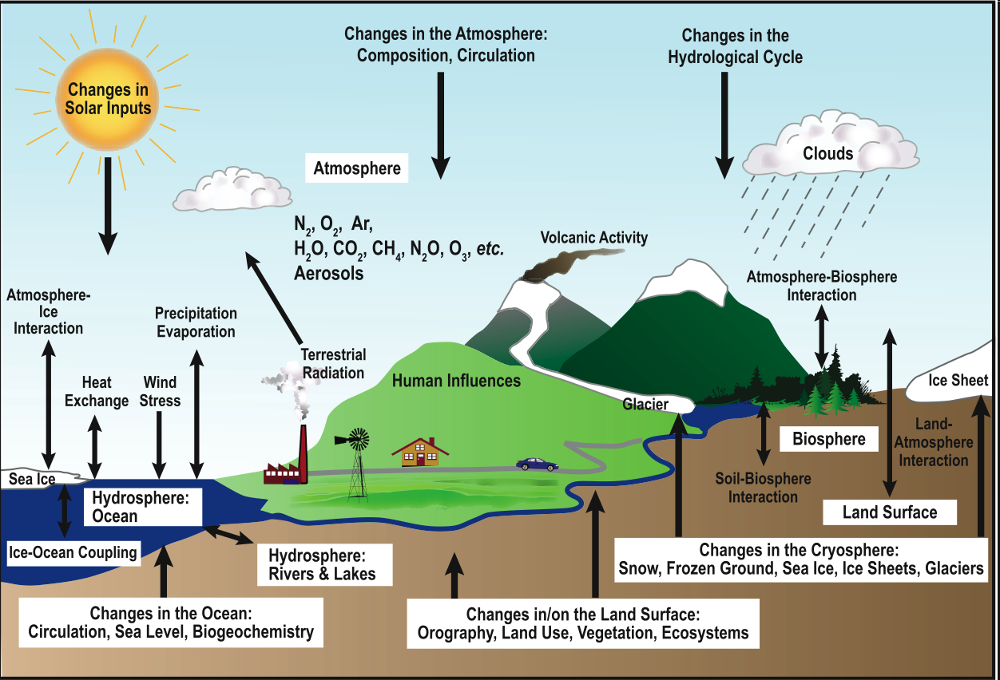 Changes in the Atmosphere:
Composition, Circulation
Changes in the
Hydrological Cycle
Changes in
Solar Inputs
Clouds
Atmosphere
N₂, O₂, Ar,
H₂O, CO₂, CH₄, N₂O, O₃, etc.
Aerosols
Volcanic Activity
Atmosphere-Biosphere
Interaction
Atmosphere-
Ice
Interaction
Precipitation
Evaporation
Terrestrial
Radiation
Heat
Exchange
Wind
Stress
Human Influences
Glacier
Ice Sheet
Land-
Atmosphere
Interaction
Biosphere
Soil-Biosphere
Interaction
Land Surface
Sea Ice
Hydrosphere:
Ocean
Ice-Ocean Coupling
Hydrosphere:
Rivers & Lakes
Changes in the Cryosphere:
Snow, Frozen Ground, Sea Ice, Ice Sheets, Glaciers
Changes in the Ocean:
Circulation, Sea Level, Biogeochemistry
Changes in/on the Land Surface:
Orography, Land Use, Vegetation, Ecosystems